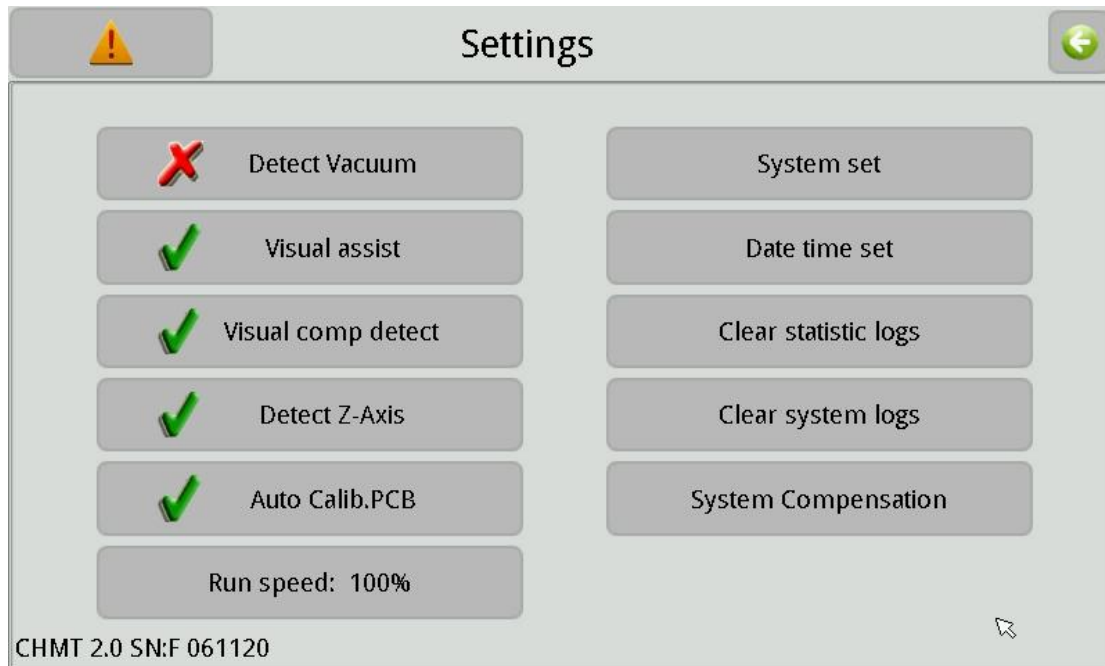 Settings
Detect Vacuum
Visual assist
Visual comp detect
Detect Z-Axis
Auto Calib.PCB
Run speed: 100%
System set
Date time set
Clear statistic logs
Clear system logs
System Compensation
CHMT 2.0 SN:F 061120